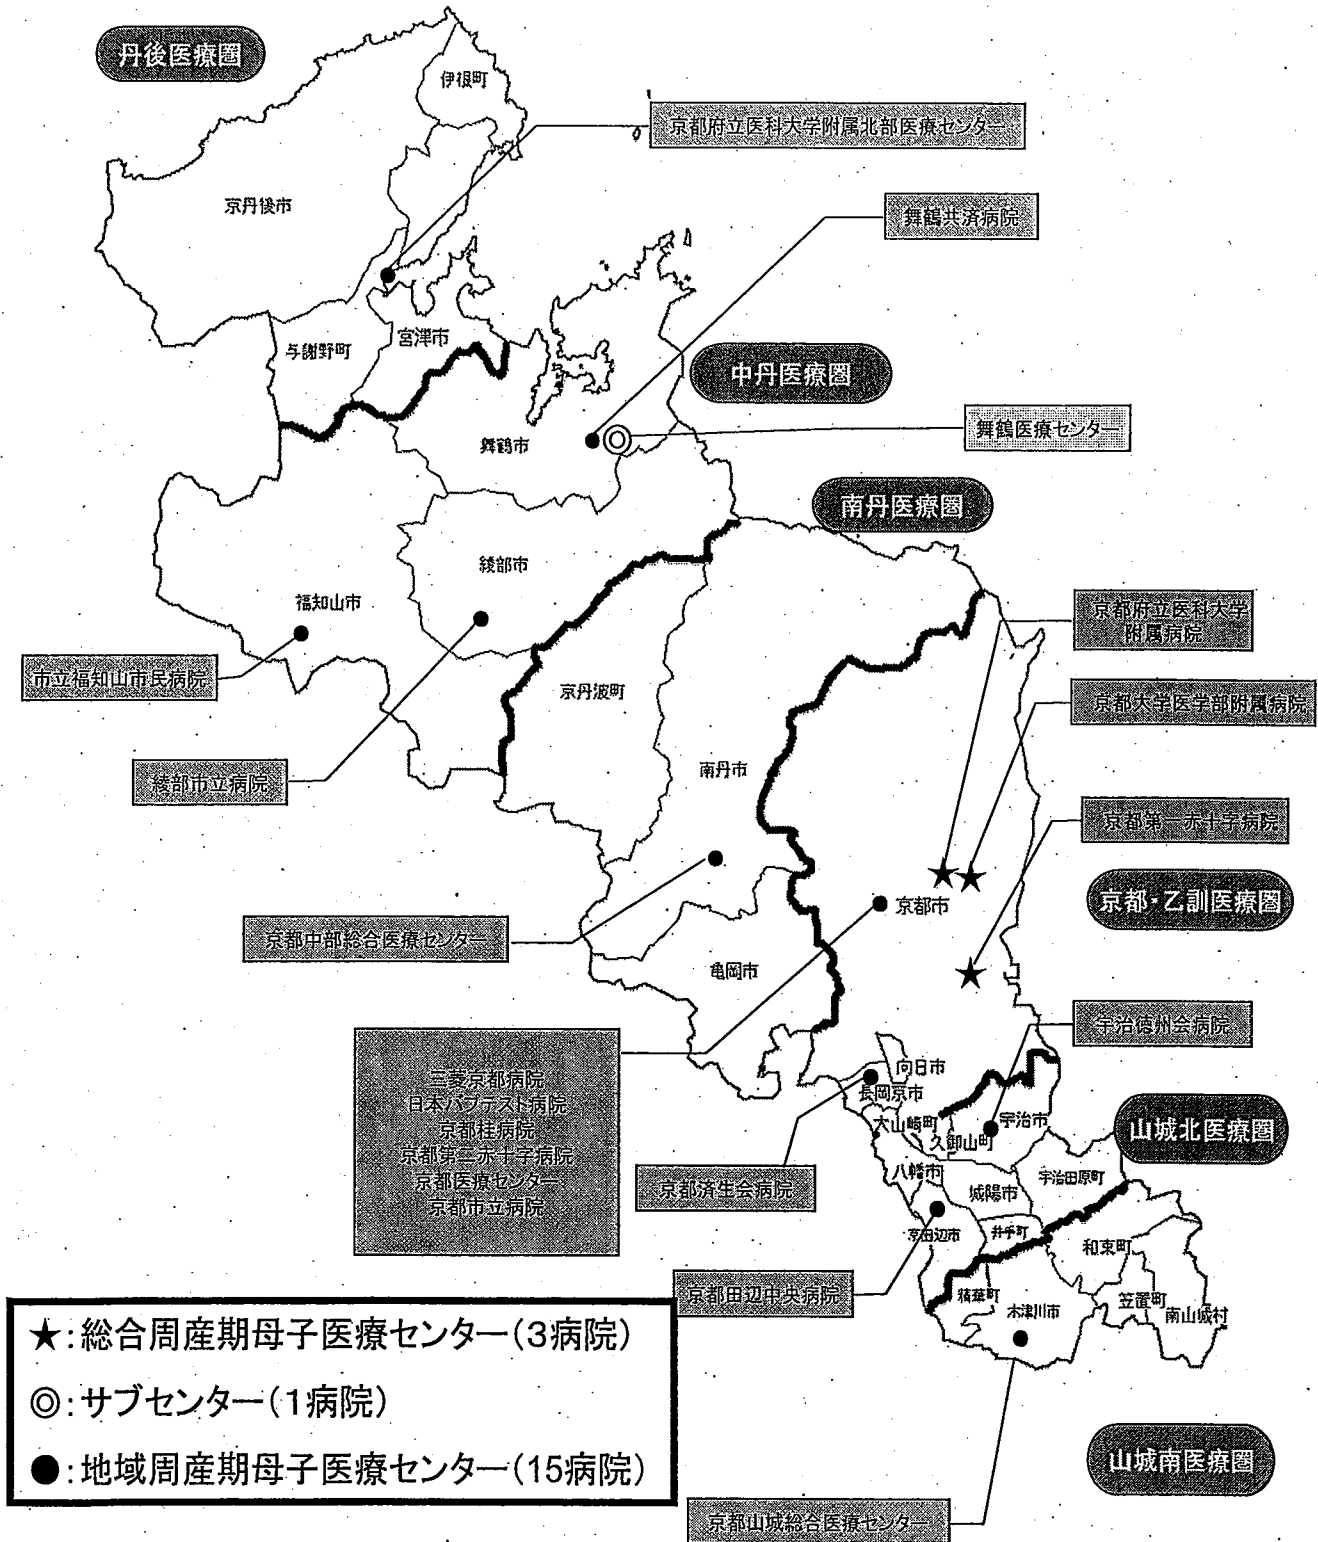 丹後医療圏
伊根町
京都府立医科大学附属北部医療センター
京丹後市
舞鶴共済病院
与謝野町
宮津市
中丹医療圏
舞鶴市
舞鶴医療センター
南丹医療圏
綾部市
福知山市
京都府立医科大学
附属病院
市立福知山市民病院
京丹波町
京都大学医学部附属病院
綾部市立病院
南丹市
京都第一赤十字病院
京都・乙訓医療圏
京都市
京都中部総合医療センター
亀岡市
宇治徳州会病院
三菱京都病院
日本バプテスト病院
京都桂病院
京都第二赤十字病院
京都医療センター
京都市立病院
向日市
長岡京市
大山崎町
久御山町
宇治市
山城北医療圏
京都済生会病院
八幡市
城陽市
宇治田原町
京田辺市
井手町
和束町
京都田辺中央病院
精華町
木津川市
笠置町
南山城村
★:総合周産期母子医療センター(3病院)
◎:サブセンター(1病院)
●:地域周産期母子医療センター(15病院)
山城南医療圏
京都山城総合医療センター